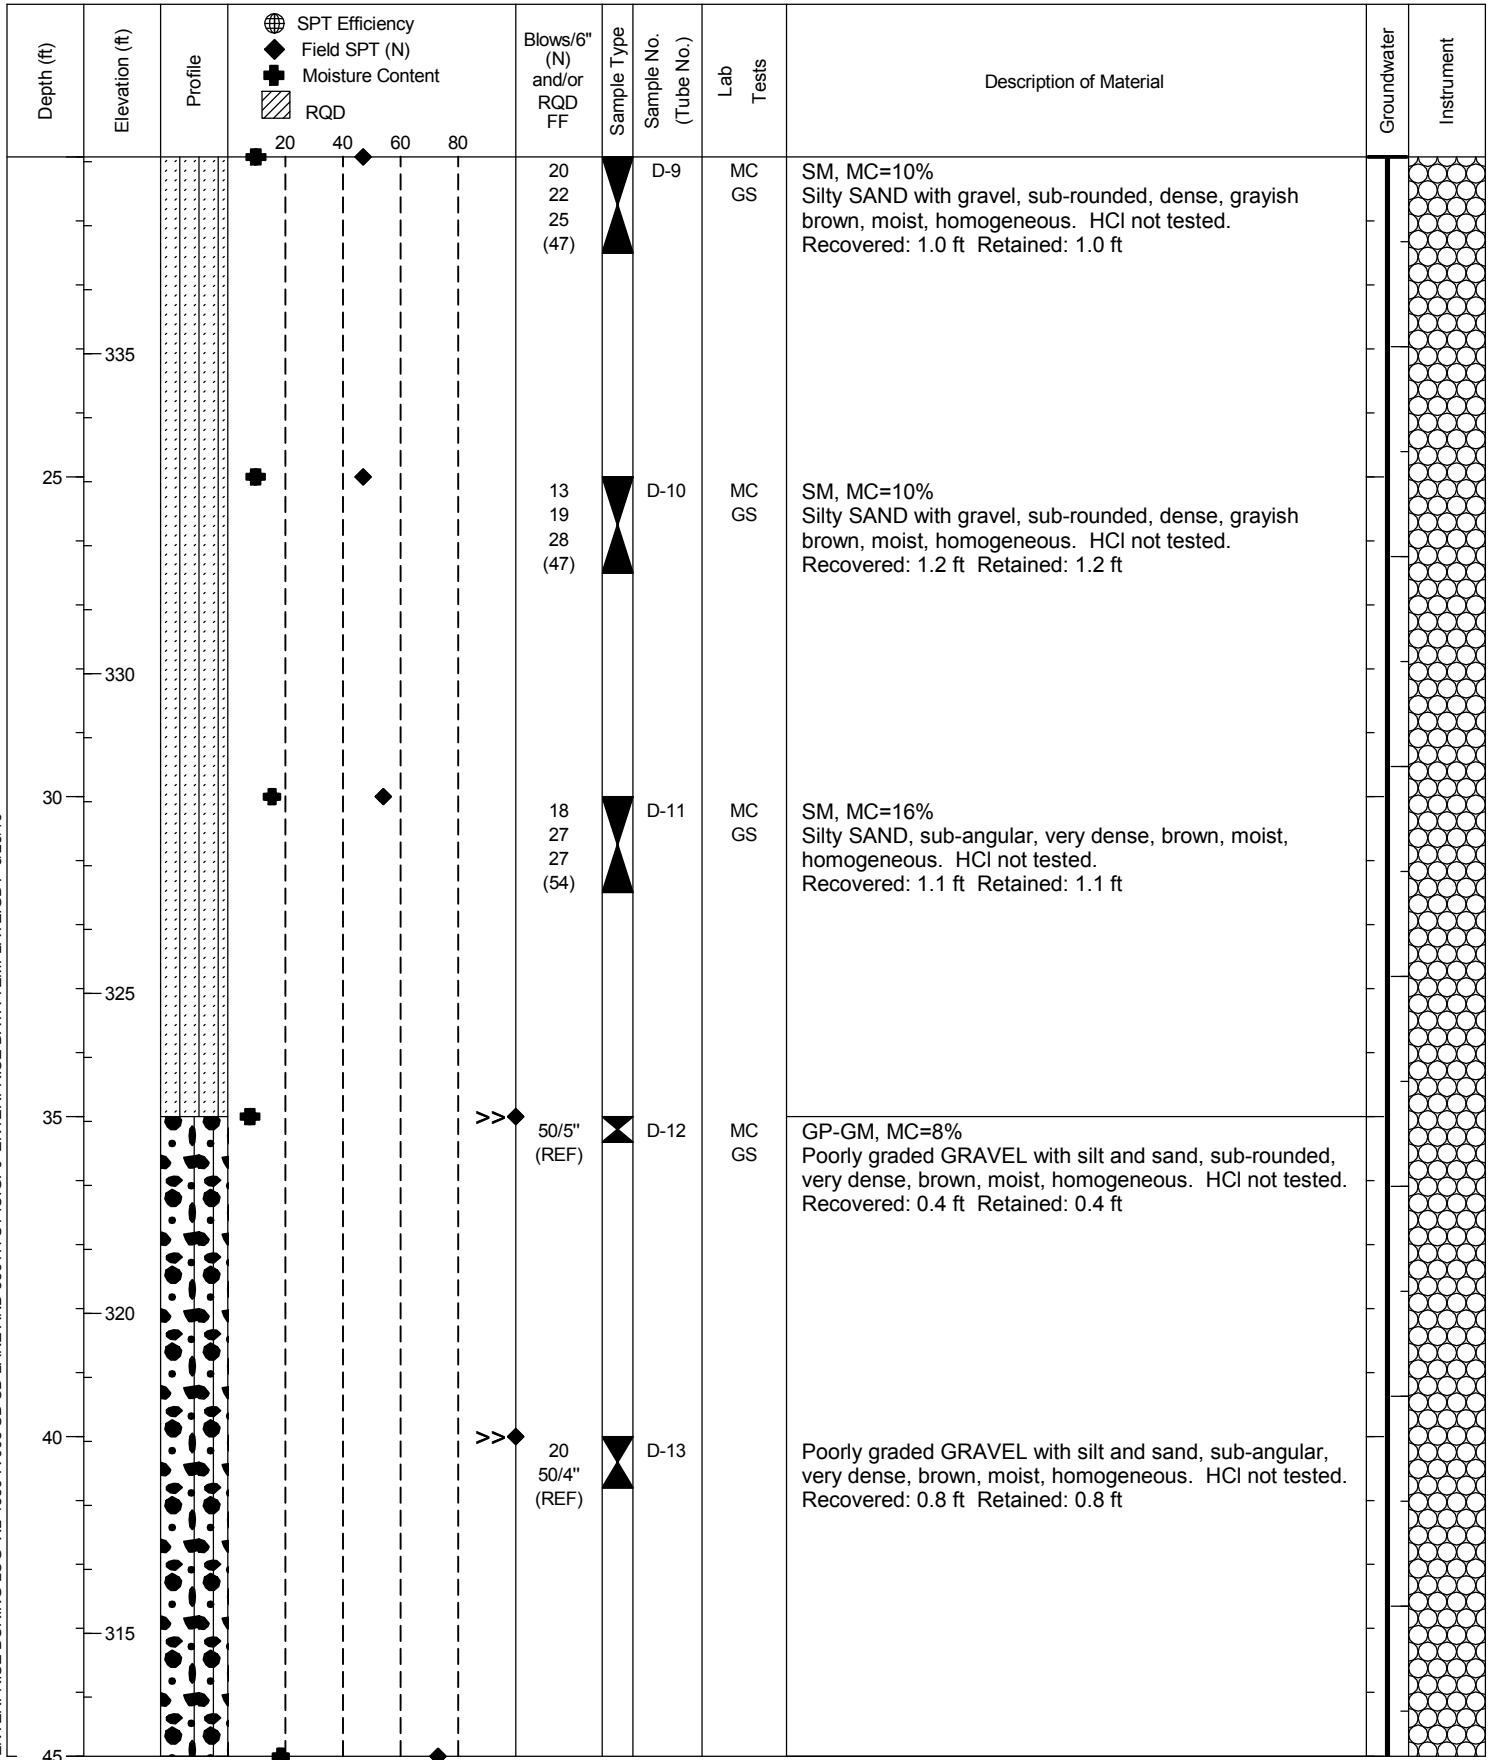 Depth (ft)
Elevation (ft)
Profile
SPT Efficiency
Field SPT (N)
Moisture Content
RQD
20 40 60 80
Blows/6"
(N)
and/or
RQD
FF
Sample Type
Sample No.
(Tube No.)
Lab
Tests
Description of Material
Groundwater
Instrument
20
22
25
(47)
D-9
MC
GS
SM, MC=10%
Silty SAND with gravel, sub-rounded, dense, grayish
brown, moist, homogeneous. HCl not tested.
Recovered: 1.0 ft Retained: 1.0 ft
335
25
13
19
28
(47)
D-10
MC
GS
SM, MC=10%
Silty SAND with gravel, sub-rounded, dense, grayish
brown, moist, homogeneous. HCl not tested.
Recovered: 1.2 ft Retained: 1.2 ft
330
30
18
27
27
(54)
D-11
MC
GS
SM, MC=16%
Silty SAND, sub-angular, very dense, brown, moist,
homogeneous. HCl not tested.
Recovered: 1.1 ft Retained: 1.1 ft
325
35
>>
50/5"
(REF)
D-12
MC
GS
GP-GM, MC=8%
Poorly graded GRAVEL with silt and sand, sub-rounded,
very dense, brown, moist, homogeneous. HCl not tested.
Recovered: 0.4 ft Retained: 0.4 ft
320
40
>>
20
50/4"
(REF)
D-13
Poorly graded GRAVEL with silt and sand, sub-angular,
very dense, brown, moist, homogeneous. HCl not tested.
Recovered: 0.8 ft Retained: 0.8 ft
315
45